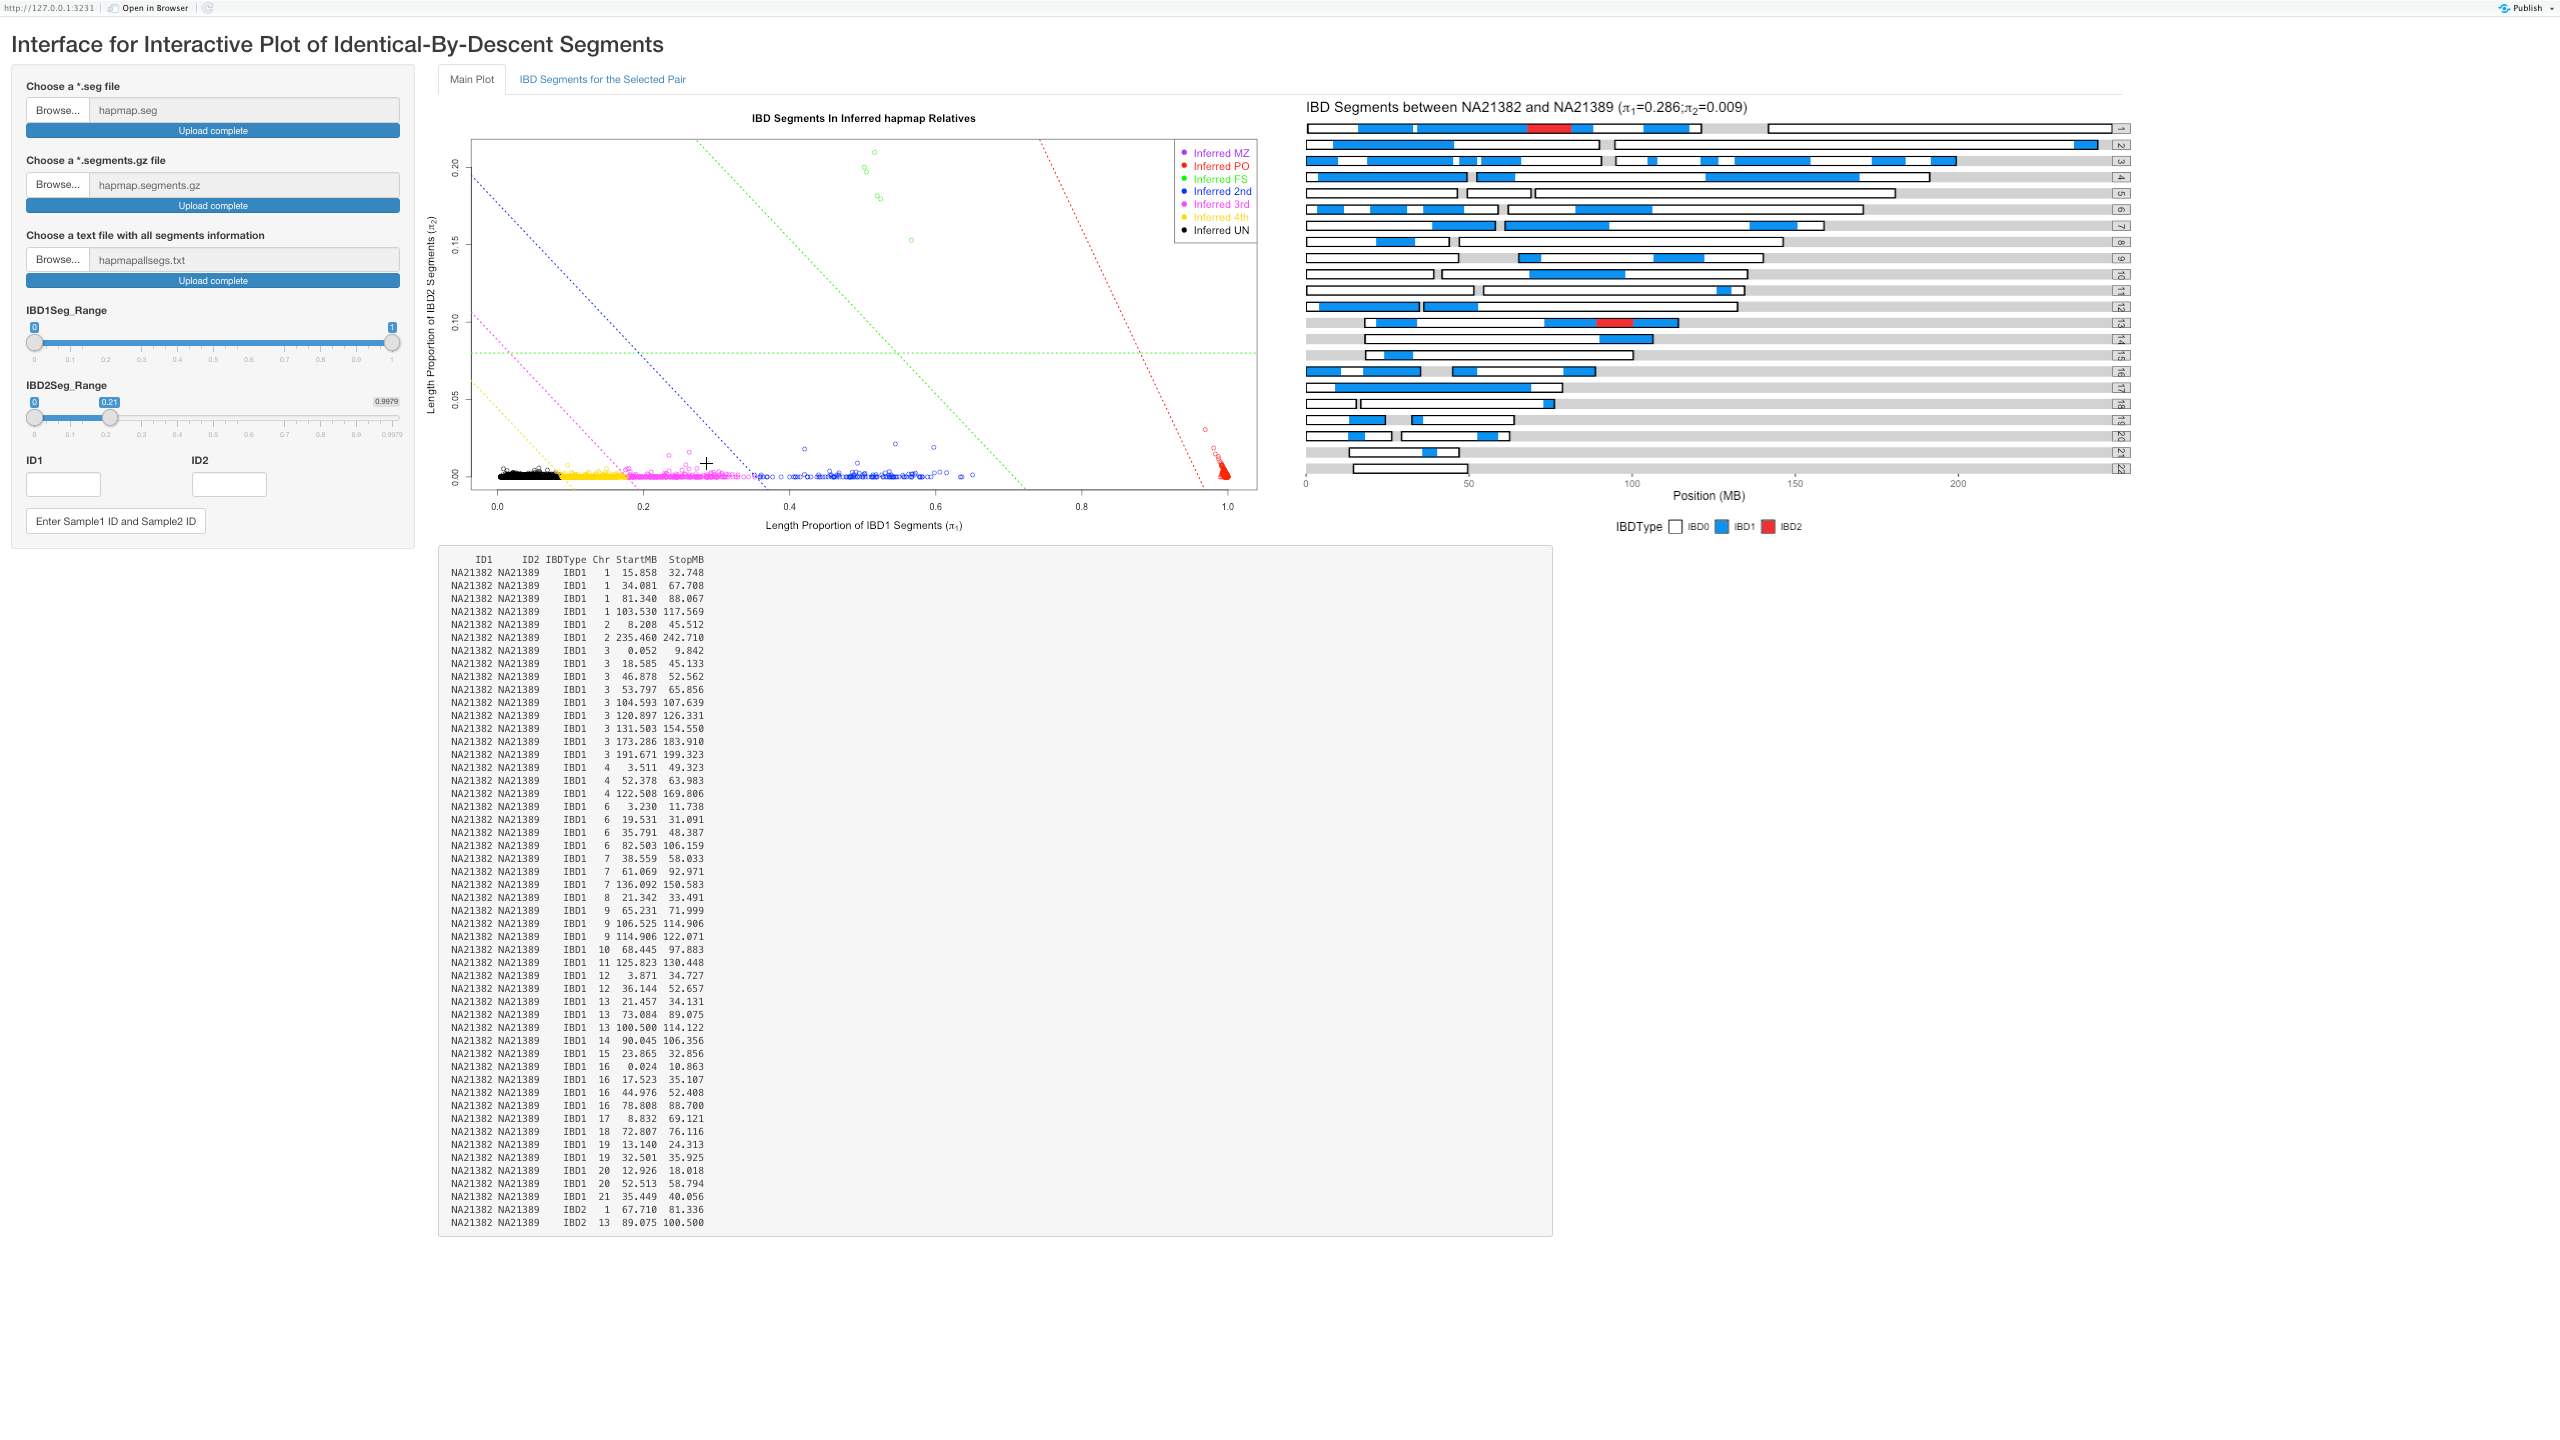 http://127.0.0.1:3231 Open in Browser Publish
Interface for Interactive Plot of Identical-By-Descent Segments
Choose a *.seg file
Browse... hapmap.seg
Upload complete
Choose a *.segments.gz file
Browse... hapmap.segments.gz
Upload complete
Choose a text file with all segments information
Browse... hapmapallsegs.txt
Upload complete
IBD1Seg_Range
0 1
0 0.1 0.2 0.3 0.4 0.5 0.6 0.7 0.8 0.9 1
IBD2Seg_Range
0 0.21 0.9979
0 0.1 0.2 0.3 0.4 0.5 0.6 0.7 0.8 0.9979
ID1 ID2
Enter Sample1 ID and Sample2 ID
Main Plot IBD Segments for the Selected Pair
IBD Segments In Inferred hapmap Relatives
Inferred MZ
Inferred PO
Inferred FS
Inferred 2nd
Inferred 3rd
Inferred 4th
Inferred UN
Length Proportion of IBD2 Segments (π2)
0.00 0.05 0.10 0.15 0.20
0.0 0.2 0.4 0.6 0.8 1.0
Length Proportion of IBD1 Segments (π1)
IBD Segments between NA21382 and NA21389 (π1=0.286;π2=0.009)
1
2
3
4
5
6
7
8
9
10
11
12
13
14
15
16
17
18
19
20
21
22
0 50 100 150 200
Position (MB)
IBDType IBD0 IBD1 IBD2
ID1 ID2 IBDType Chr StartMB StopMB
NA21382 NA21389 IBD1 1 15.858 32.748
NA21382 NA21389 IBD1 1 34.081 67.708
NA21382 NA21389 IBD1 1 81.340 88.067
NA21382 NA21389 IBD1 1 103.530 117.569
NA21382 NA21389 IBD1 2 8.208 45.512
NA21382 NA21389 IBD1 2 235.460 242.710
NA21382 NA21389 IBD1 3 0.052 9.842
NA21382 NA21389 IBD1 3 18.585 45.133
NA21382 NA21389 IBD1 3 46.878 52.562
NA21382 NA21389 IBD1 3 53.797 65.856
NA21382 NA21389 IBD1 3 104.593 107.639
NA21382 NA21389 IBD1 3 120.897 126.331
NA21382 NA21389 IBD1 3 131.503 154.550
NA21382 NA21389 IBD1 3 173.286 183.910
NA21382 NA21389 IBD1 3 191.671 199.323
NA21382 NA21389 IBD1 4 3.511 49.323
NA21382 NA21389 IBD1 4 52.378 63.983
NA21382 NA21389 IBD1 4 122.508 169.806
NA21382 NA21389 IBD1 6 3.230 11.738
NA21382 NA21389 IBD1 6 19.531 31.091
NA21382 NA21389 IBD1 6 35.791 48.387
NA21382 NA21389 IBD1 6 82.503 106.159
NA21382 NA21389 IBD1 7 38.559 58.033
NA21382 NA21389 IBD1 7 61.069 92.971
NA21382 NA21389 IBD1 7 136.092 150.583
NA21382 NA21389 IBD1 8 21.342 33.491
NA21382 NA21389 IBD1 9 65.231 71.999
NA21382 NA21389 IBD1 9 106.525 114.906
NA21382 NA21389 IBD1 9 114.906 122.071
NA21382 NA21389 IBD1 10 68.445 97.883
NA21382 NA21389 IBD1 11 125.823 130.448
NA21382 NA21389 IBD1 12 3.871 34.727
NA21382 NA21389 IBD1 12 36.144 52.657
NA21382 NA21389 IBD1 13 21.457 34.131
NA21382 NA21389 IBD1 13 73.084 89.075
NA21382 NA21389 IBD1 13 100.500 114.122
NA21382 NA21389 IBD1 14 90.045 106.356
NA21382 NA21389 IBD1 15 23.865 32.856
NA21382 NA21389 IBD1 16 0.024 10.863
NA21382 NA21389 IBD1 16 17.523 35.107
NA21382 NA21389 IBD1 16 44.976 52.408
NA21382 NA21389 IBD1 16 78.808 88.700
NA21382 NA21389 IBD1 17 8.832 69.121
NA21382 NA21389 IBD1 18 72.807 76.116
NA21382 NA21389 IBD1 19 13.140 24.313
NA21382 NA21389 IBD1 19 32.501 35.925
NA21382 NA21389 IBD1 20 12.926 18.018
NA21382 NA21389 IBD1 20 52.513 58.794
NA21382 NA21389 IBD1 21 35.449 40.056
NA21382 NA21389 IBD2 1 67.710 81.336
NA21382 NA21389 IBD2 13 89.075 100.500